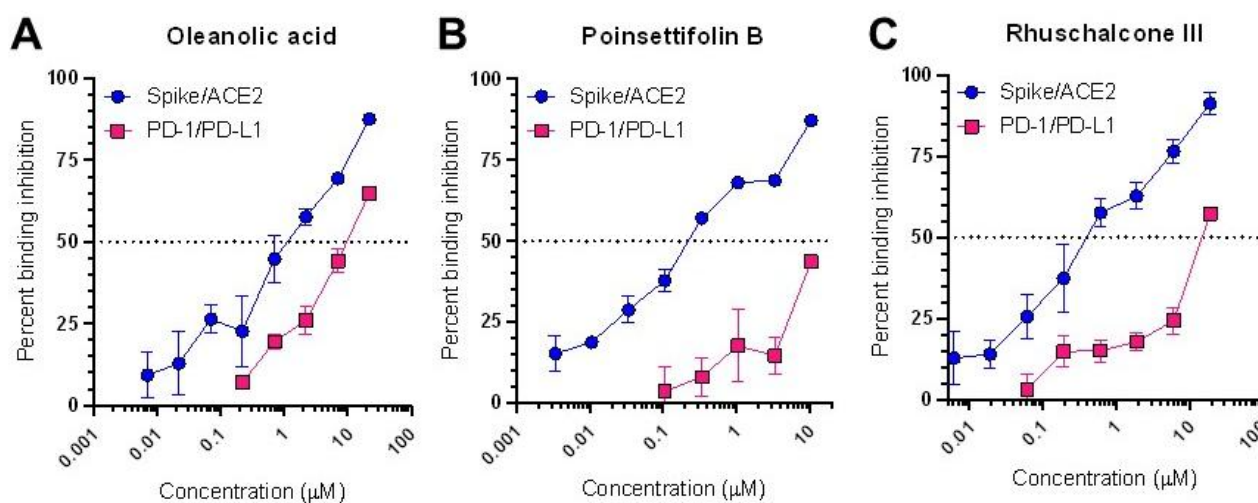 A
Oleanolic acid
Percent binding inhibition
100
75
50
25
0
Spike/ACE2
PD-1/PD-L1
0.001
0.01
0.1
1
10
100
Concentration (μM)
B
Poinsettifolin B
Percent binding inhibition
100
75
50
25
0
Spike/ACE2
PD-1/PD-L1
0.001
0.01
0.1
1
10
Concentration (μM)
C
Rhuschalcone III
Percent binding inhibition
100
75
50
25
0
Spike/ACE2
PD-1/PD-L1
0.01
0.1
1
10
100
Concentration (μM)